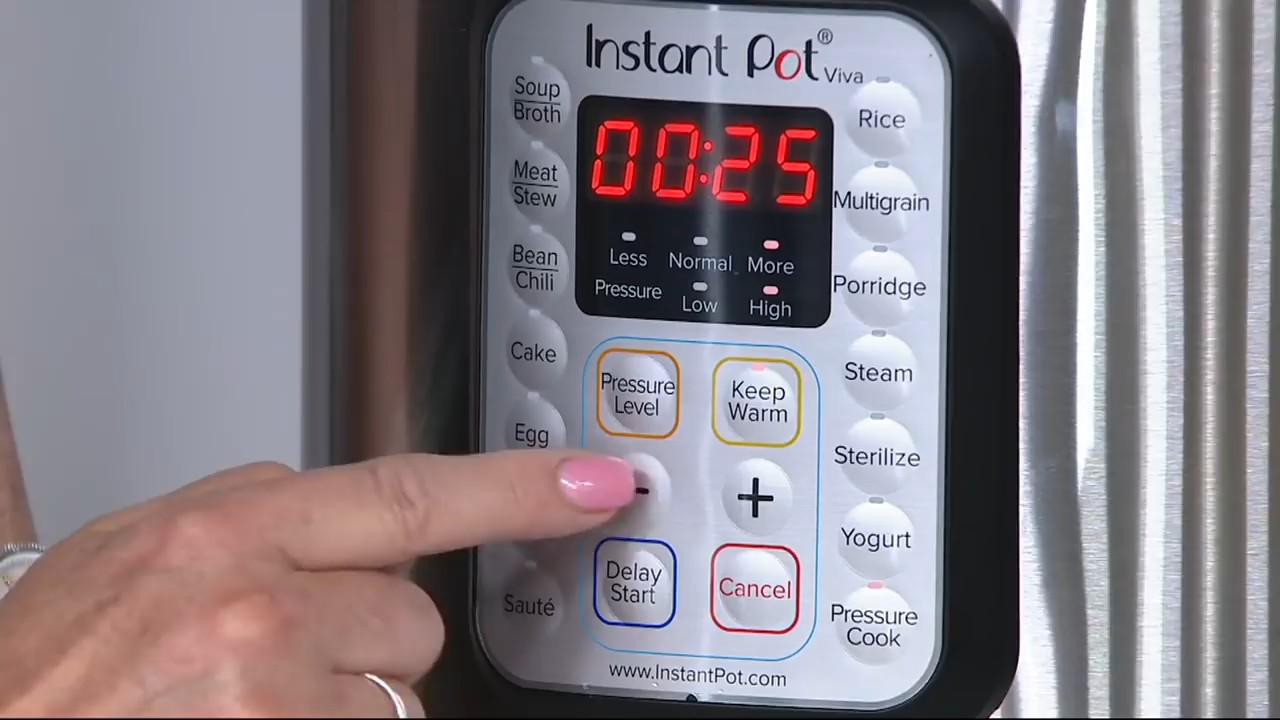 Instant Pot® Viva
00:25
Less Normal More
Pressure Low High
Soup
Broth
Meat
Stew
Bean
Chili
Cake
Egg
Sauté
Pressure
Level
Keep
Warm
-
+
Delay
Start
Cancel
Rice
Multigrain
Porridge
Steam
Sterilize
Yogurt
Pressure
Cook
www.InstantPot.com